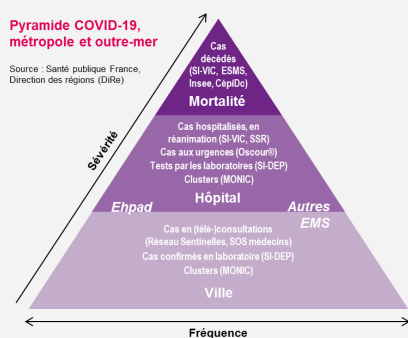 Pyramide COVID-19,
métropole et outre-mer
Source : Santé publique France,
Direction des régions (DiRe)
Sévérité
Cas
décédés
(SI-VIC, ESMS,
Insee, CépiDc)
Mortalité
Cas hospitalisés, en
réanimation (SI-VIC, SSR)
Cas aux urgences (Oscour®)
Tests par les laboratoires (SI-DEP)
Clusters (MONIC)
Hôpital
Ehpad
Autres
EMS
Cas en (télé-)consultations
(Réseau Sentinelles, SOS médecins)
Cas confirmés en laboratoire (SI-DEP)
Clusters (MONIC)
Ville
Fréquence